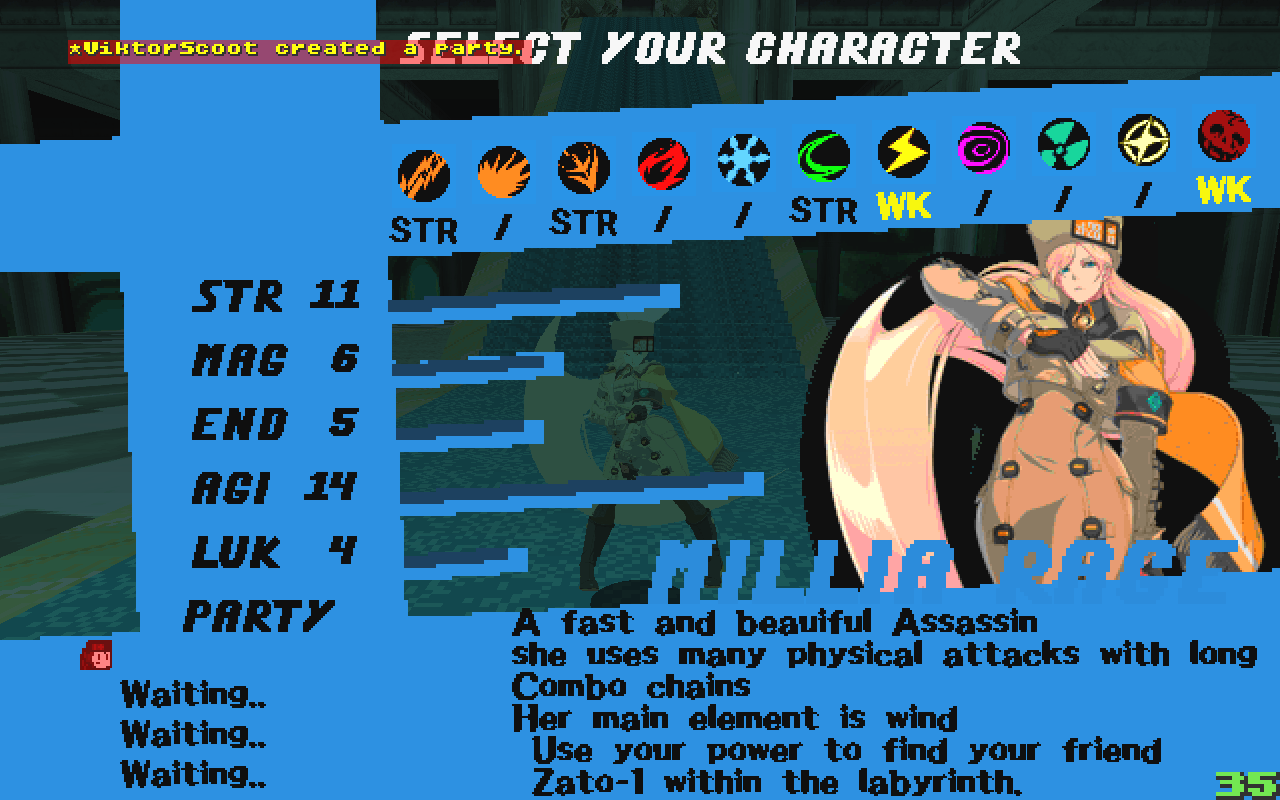 *ViktorScoot created a party.
SELECT YOUR CHARACTER
STR / STR / / STR WK / / / WK
STR 11
MAG 6
END 5
AGI 14
LUK 4
MILLIA RAGE
PARTY
Waiting..
Waiting..
Waiting..
A fast and beauiful Assassin
she uses many physical attacks with long
Combo chains
Her main element is wind
Use your power to find your friend
Zato-1 within the labyrinth.
35